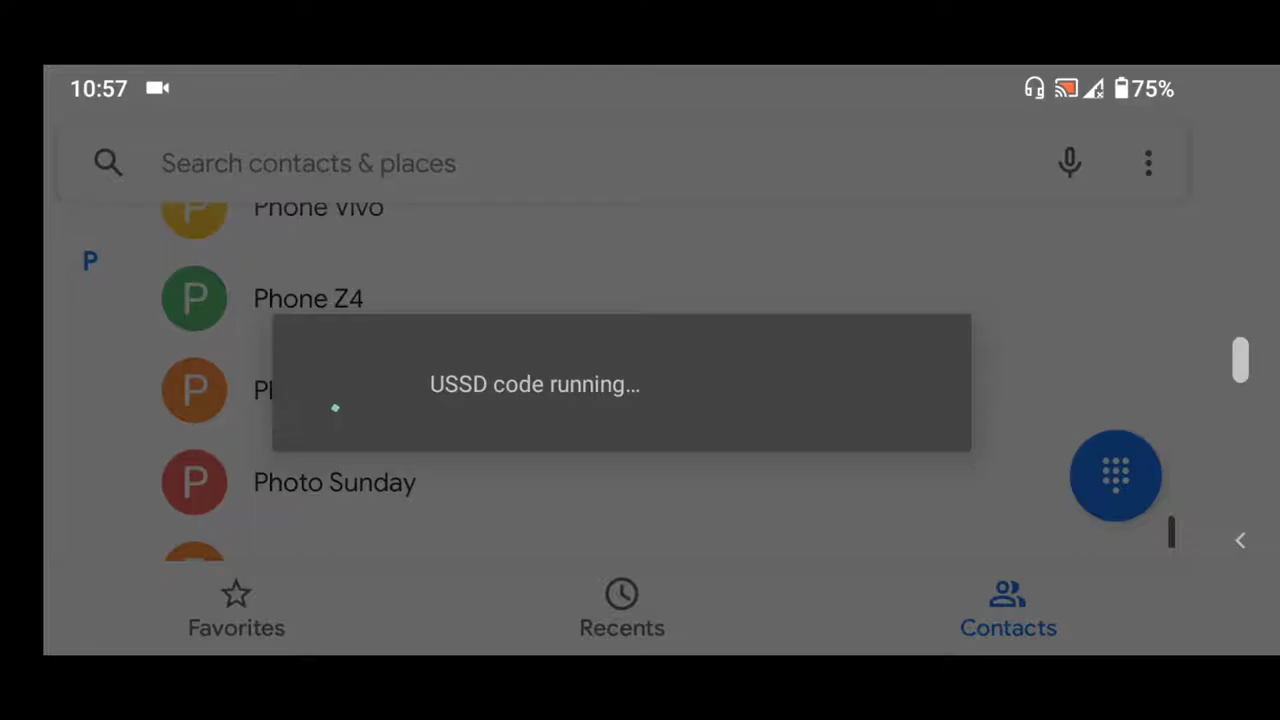 10:57
75%
Search contacts & places
Phone Vivo
P
P
P
Phone Z4
P
USSD code running...
P
Photo Sunday
Favorites
Recents
Contacts